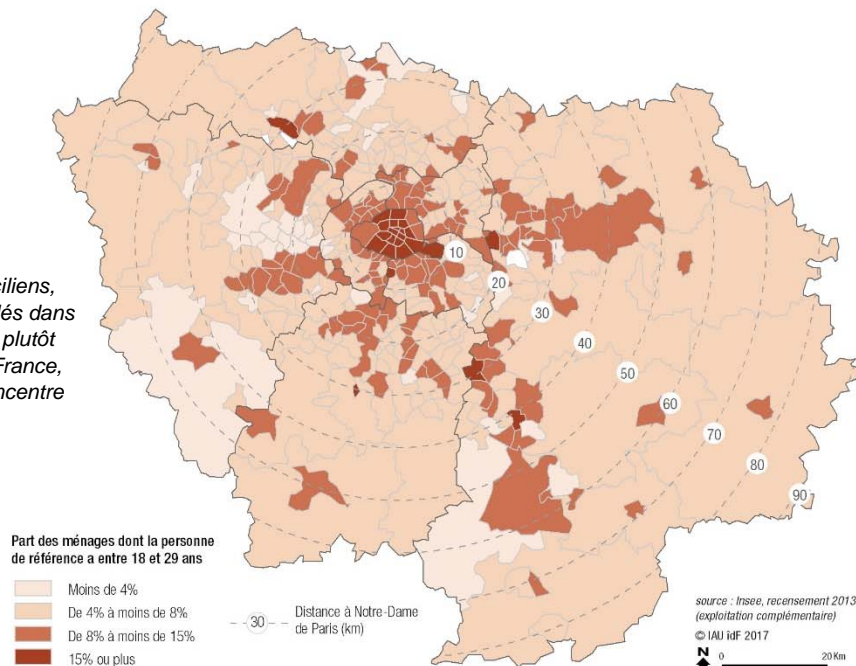 10
20
30
40
50
60
70
80
90
ciliens,
lés dans
plutôt
France,
ncentre
Part des ménages dont la personne
de référence a entre 18 et 29 ans
Moins de 4%
De 4% à moins de 8%
De 8% à moins de 15%
15% ou plus
30
Distance à Notre-Dame
de Paris (km)
source : Insee, recensement 2013
(exploitation complémentaire)
© IAU îdF 2017
N
0 20 Km